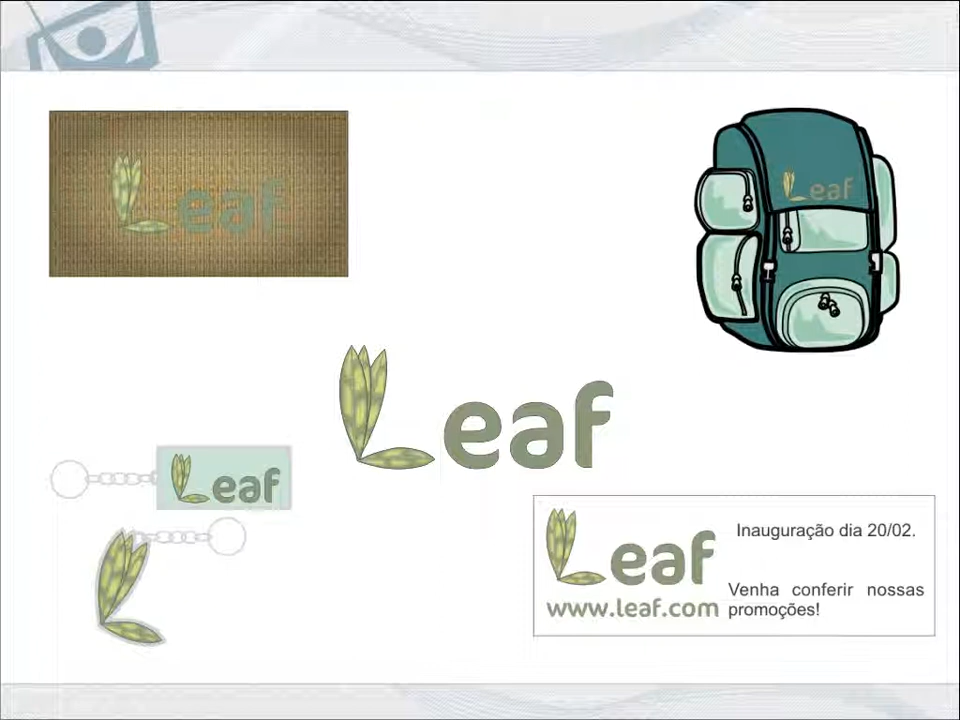 Leaf
Leaf
Leaf
Leaf
Leaf
www.leaf.com
Inauguração dia 20/02.
Venha conferir nossas
promoções!